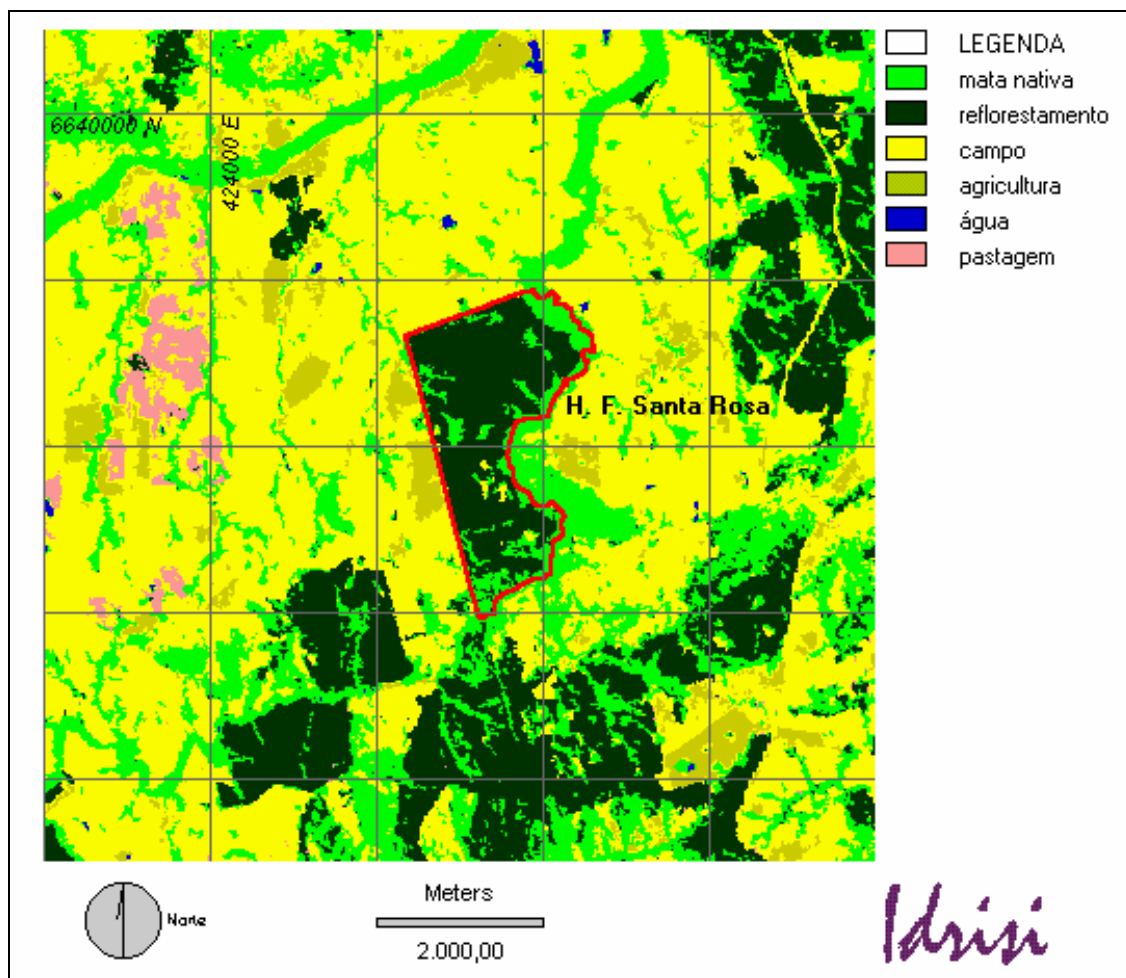 LEGENDA
mata nativa
reflorestamento
campo
agricultura
água
pastagem
6640000 N
424000 E
H. F. Santa Rosa
Norte
Meters
2.000,00
Idrisi